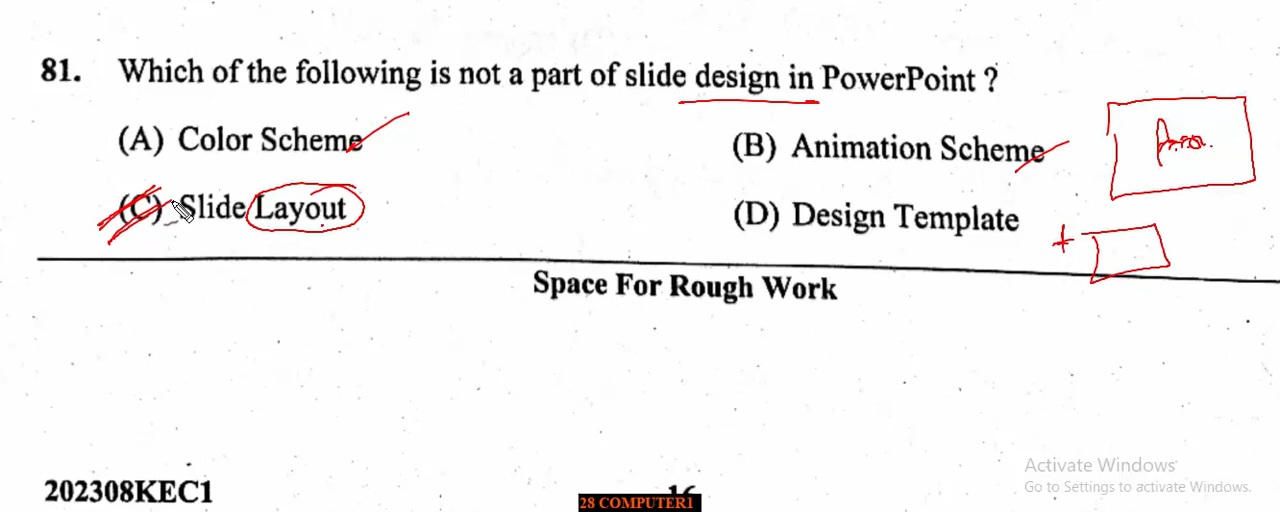 81. Which of the following is not a part of slide design in PowerPoint ?
(A) Color Scheme
(B) Animation Scheme
(C) Slide Layout
(D) Design Template
+
Space For Rough Work
Activate Windows
Go to Settings to activate Windows.
202308KEC1
16
28 COMPUTER1